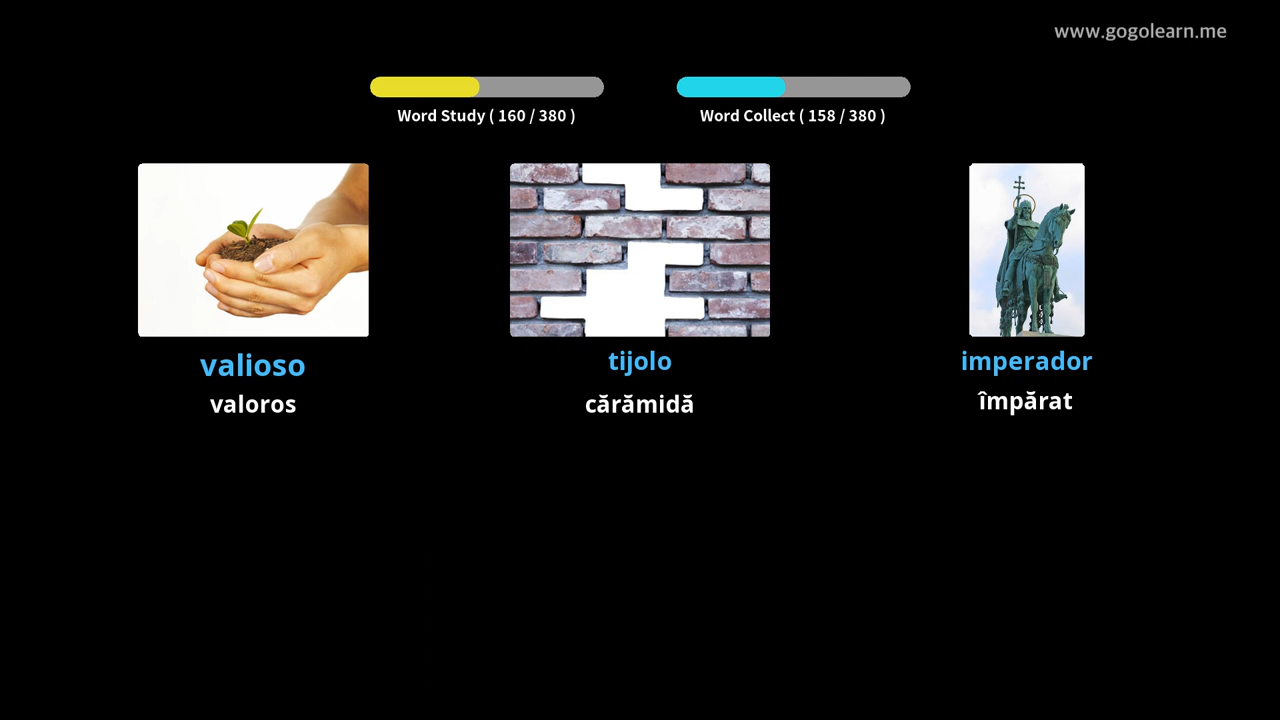 www.gogolearn.me
Word Study ( 160 / 380 )
Word Collect ( 158 / 380 )
valioso
valoros
tijolo
cărămidă
imperador
împărat